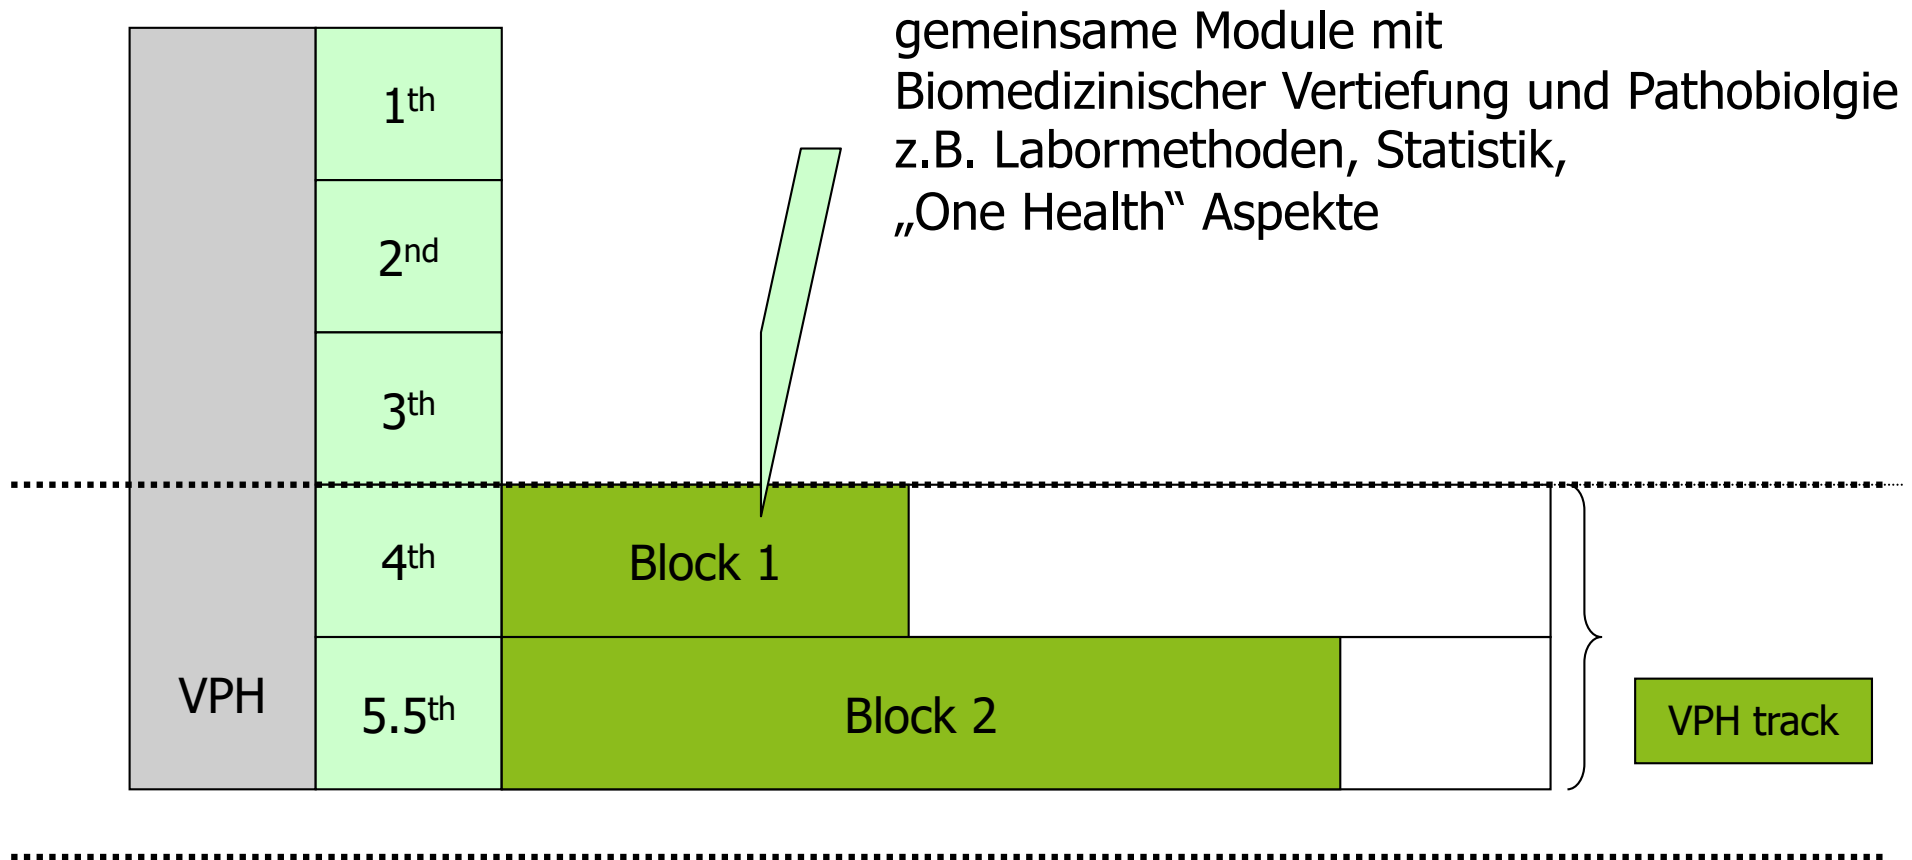 gemeinsame Module mit
Biomedizinischer Vertiefung und Pathobiolgie
z.B. Labormethoden, Statistik,
„One Health“ Aspekte
1th
2nd
3th
4th
Block 1
VPH
5.5th
Block 2
VPH track